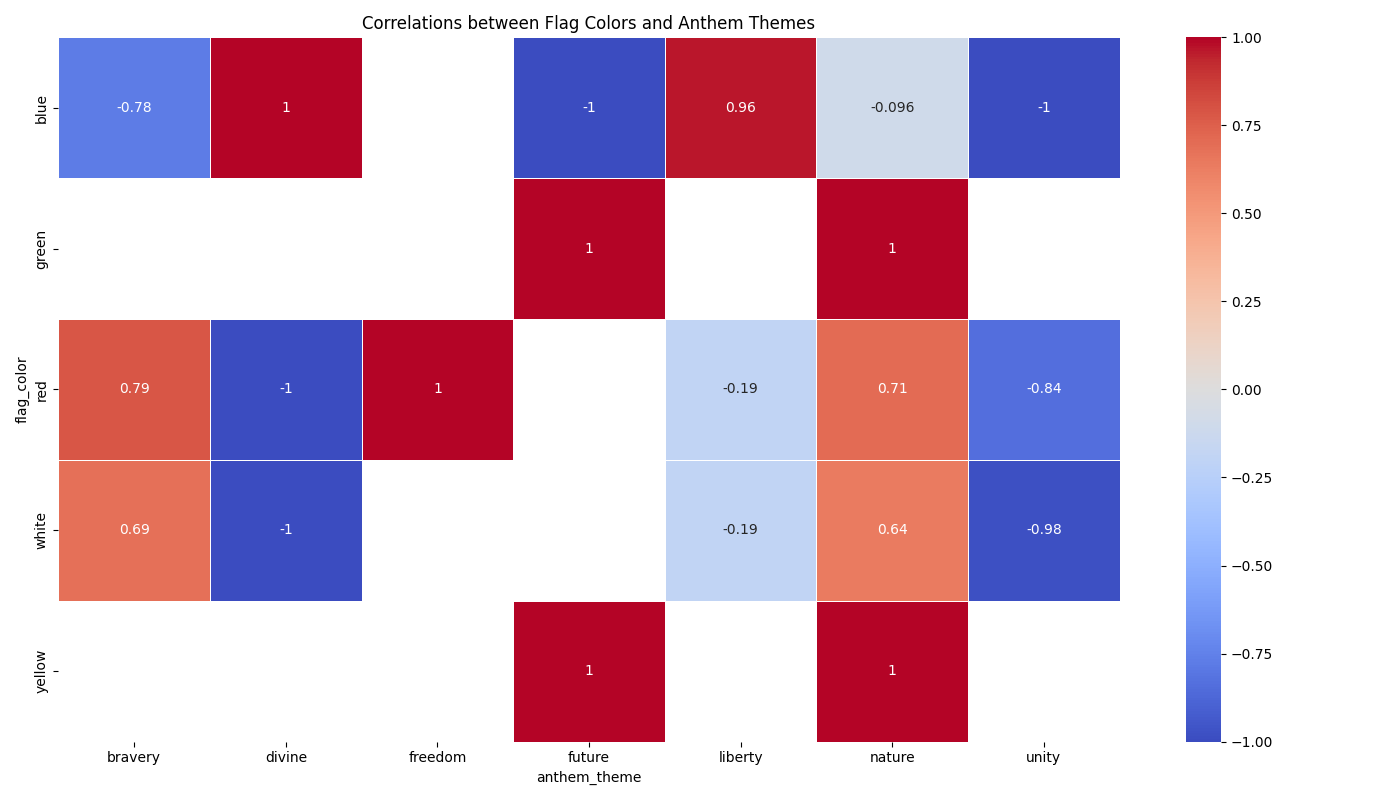 Correlations between Flag Colors and Anthem Themes
flag_color
blue -0.78 1 -1 0.96 -0.096 -1
green 1 1
red 0.79 -1 1 -0.19 0.71 -0.84
white 0.69 -1 -0.19 0.64 -0.98
yellow 1 1
bravery divine freedom future liberty nature unity
anthem_theme
1.00
0.75
0.50
0.25
0.00
−0.25
−0.50
−0.75
−1.00